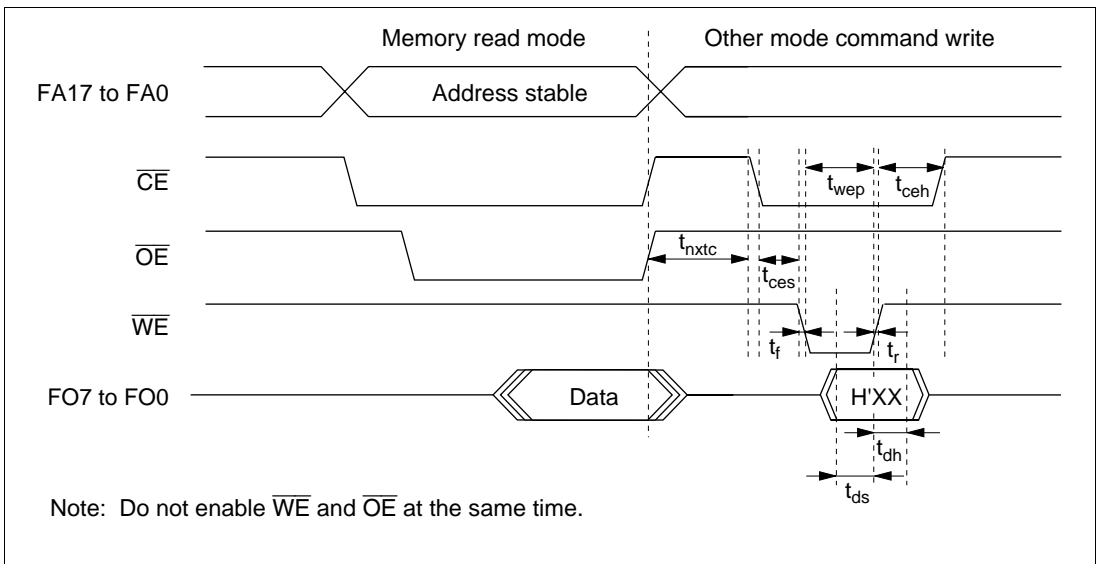 Memory read mode Other mode command write
FA17 to FA0 Address stable
CE
t_wep t_ceh
OE t_nxtc
t_ces
WE
t_f t_r
FO7 to FO0 Data H'XX
t_dh
t_ds
Note: Do not enable WE and OE at the same time.